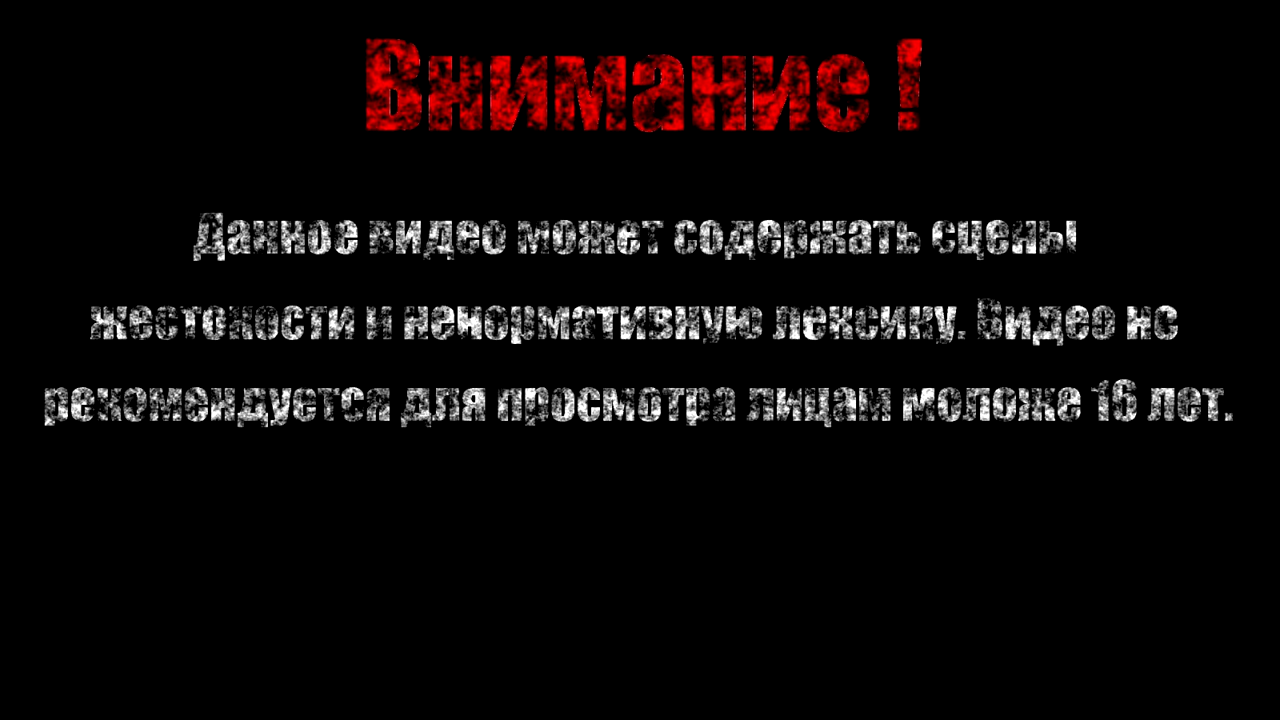 Внимание !
Данное видео может содержать сцены
жестокости и ненормативную лексику. Видео не
рекомендуется для просмотра лицам моложе 16 лет.